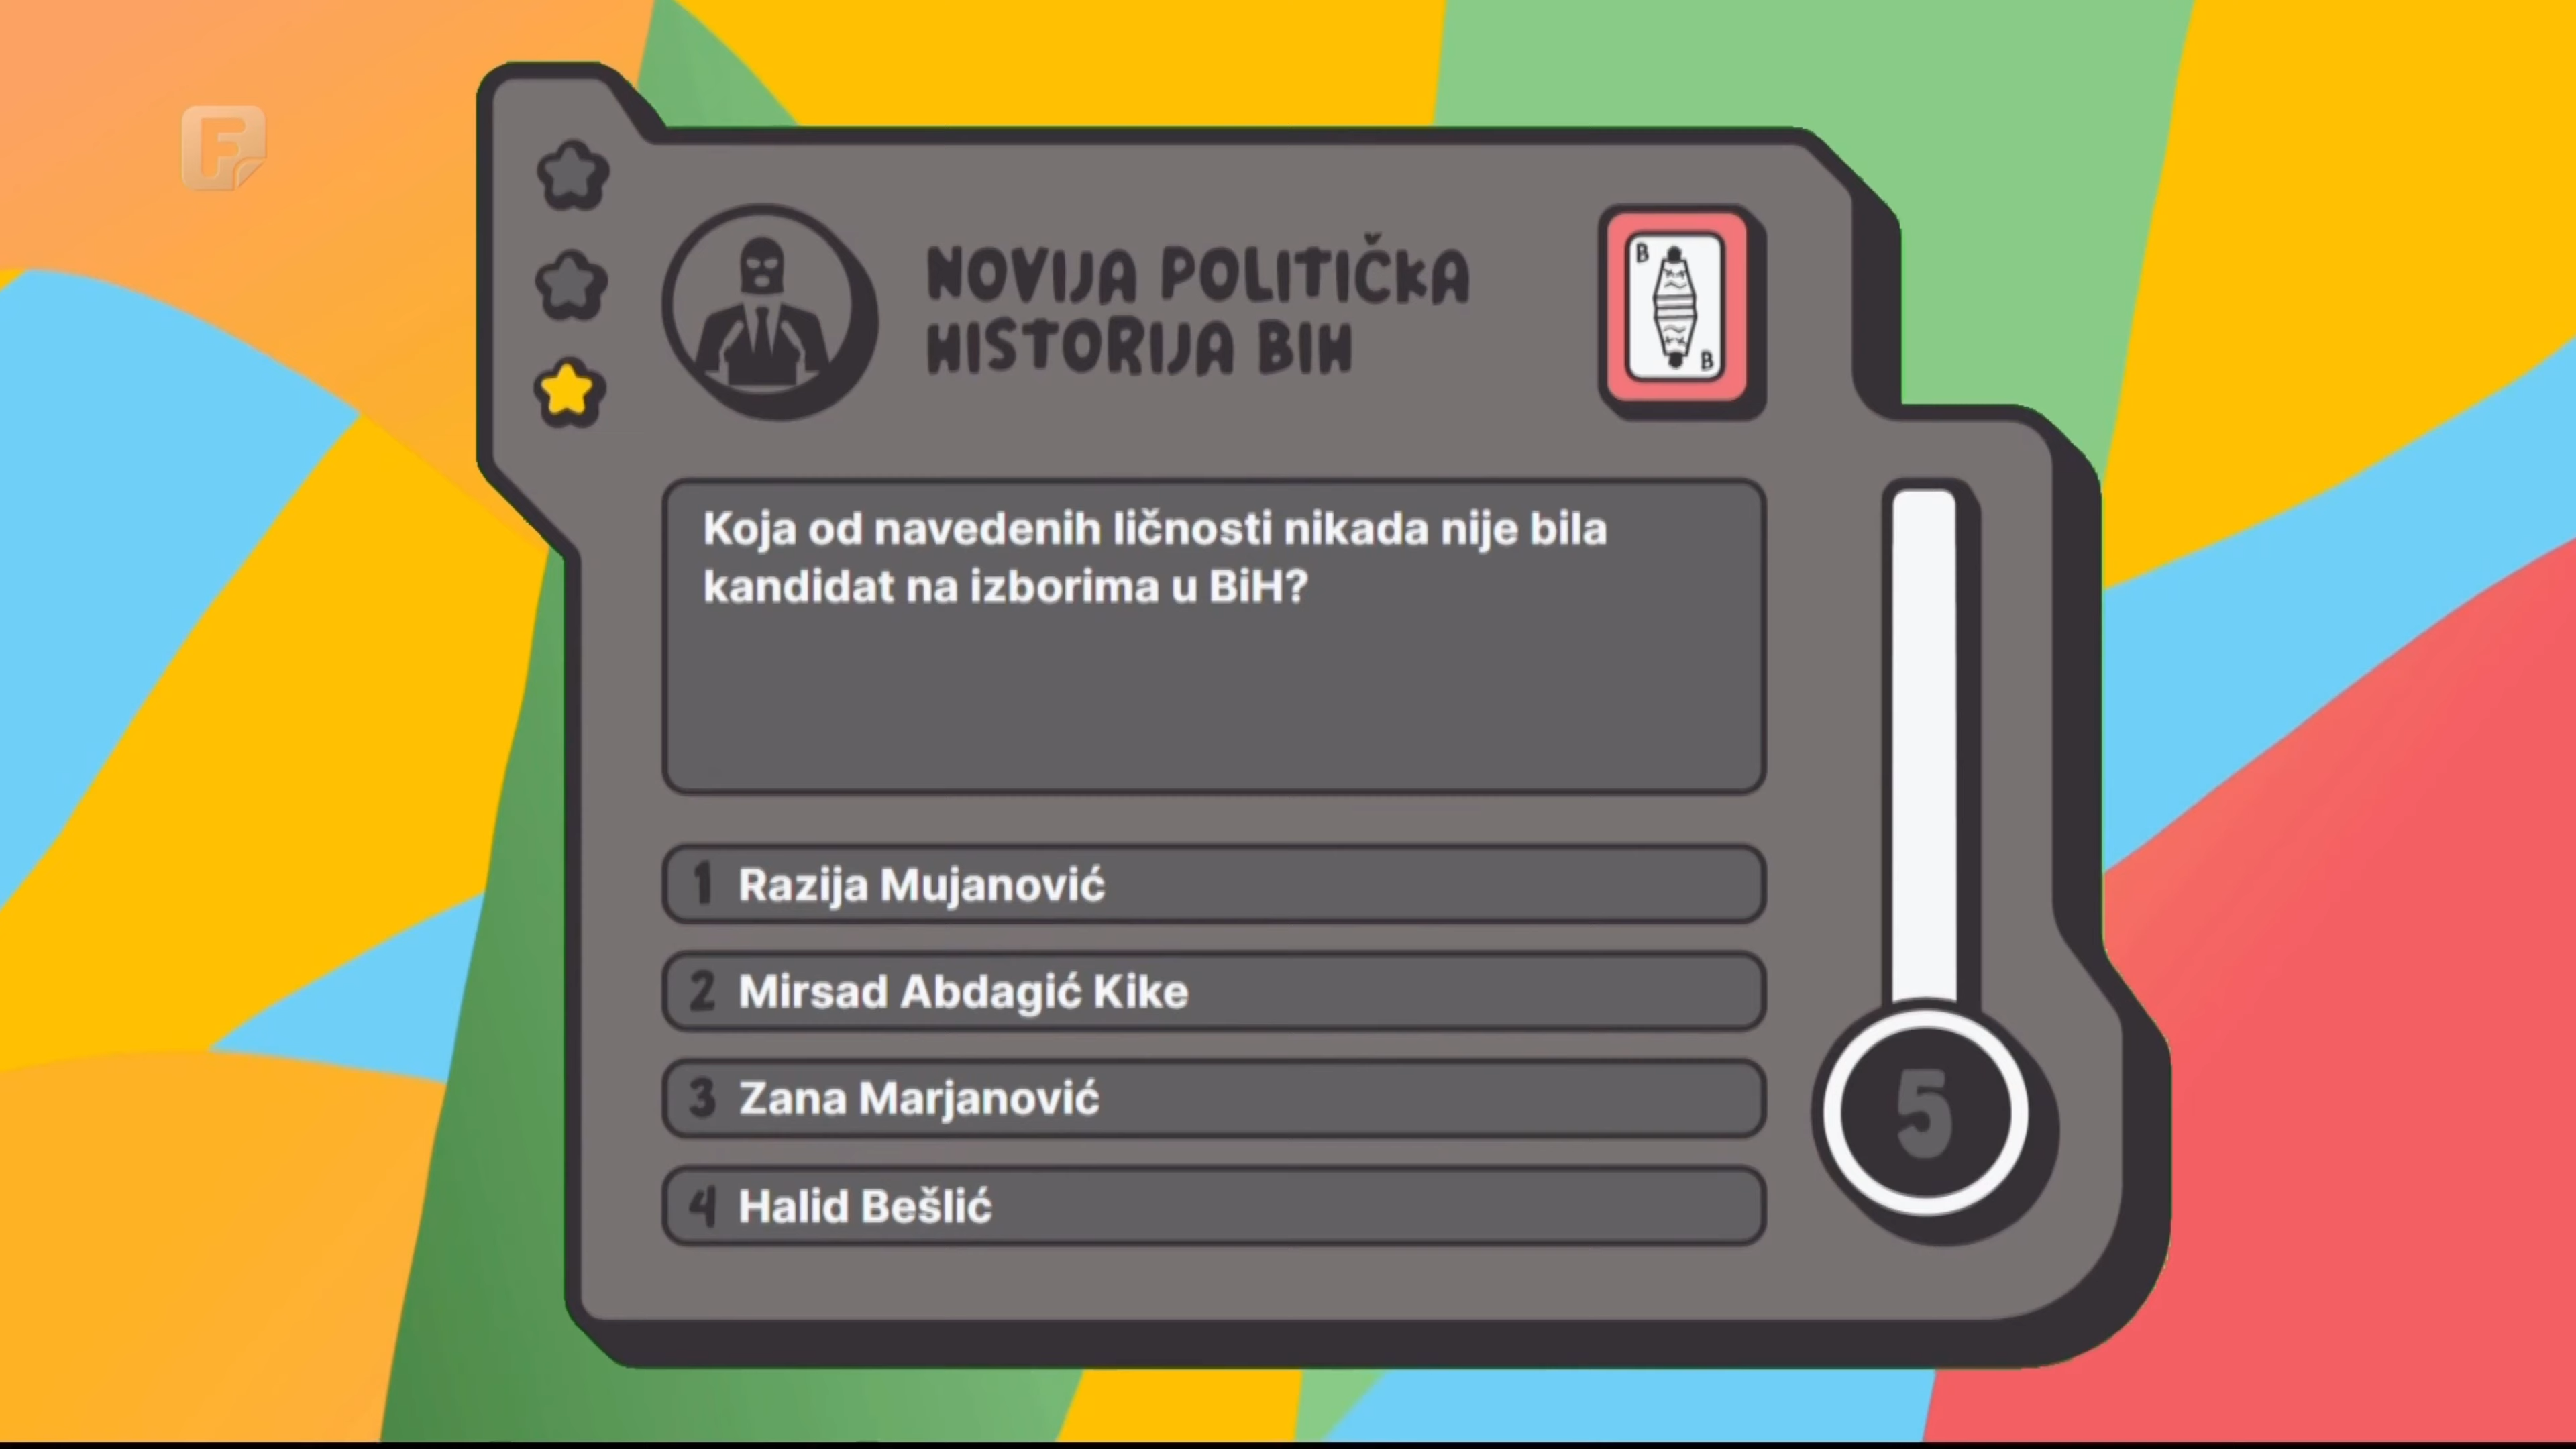 F
NOVIJA POLITIČKA
HISTORIJA BIH
B
B
Koja od navedenih ličnosti nikada nije bila
kandidat na izborima u BiH?
1 Razija Mujanović
2 Mirsad Abdagić Kike
3 Zana Marjanović
4 Halid Bešlić
5